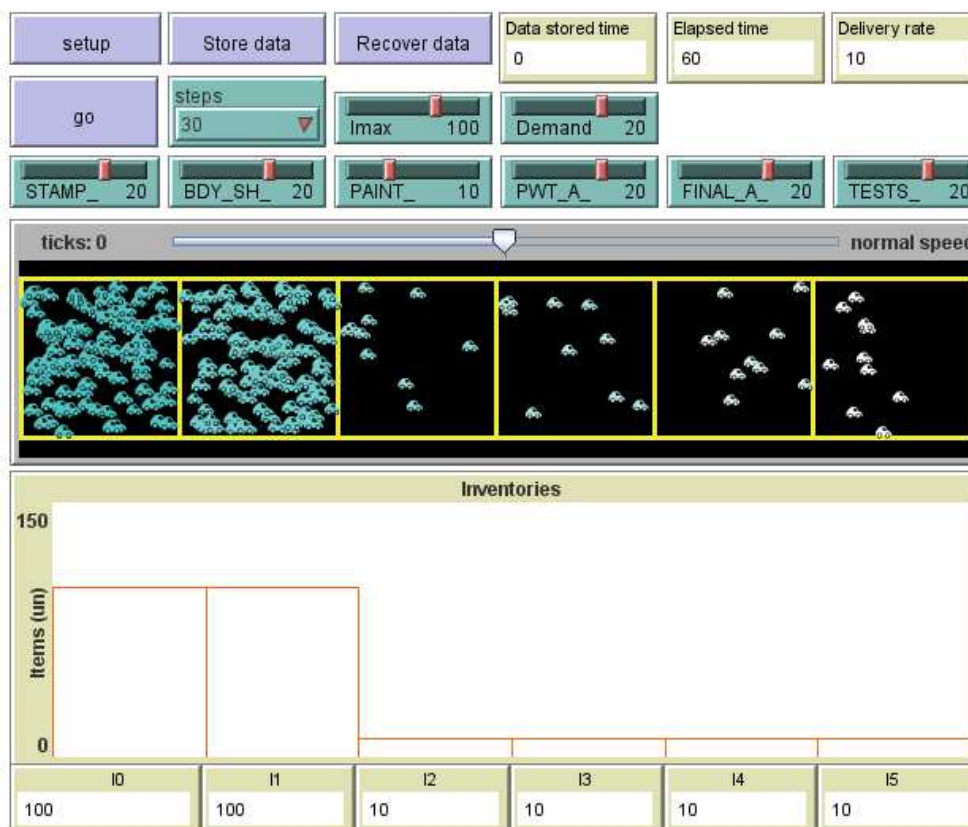 setup Store data Recover data Data stored time 0 Elapsed time 60 Delivery rate 10
go steps 30 Imax 100 Demand 20
STAMP_ 20 BDY_SH_ 20 PAINT_ 10 PWT_A_ 20 FINAL_A_ 20 TESTS_ 20
ticks: 0 normal speed
Inventories
150
Items (un)
0
I0 I1 I2 I3 I4 I5
100 100 10 10 10 10